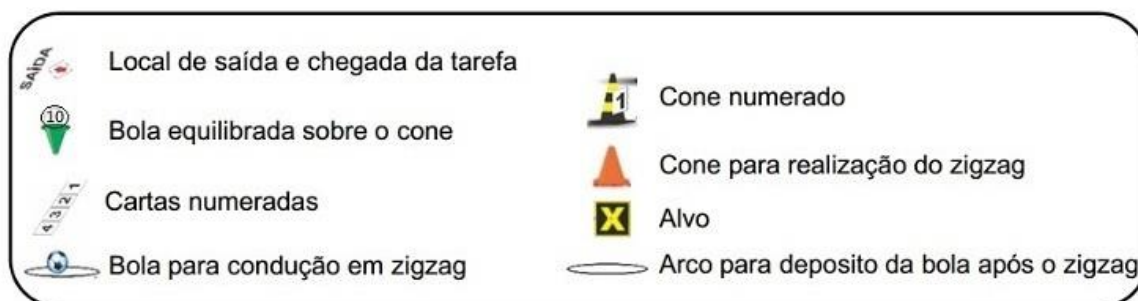 SAÍDA
Local de saída e chegada da tarefa
10
Bola equilibrada sobre o cone
4 3 2 1
Cartas numeradas
Bola para condução em zigzag
1
Cone numerado
Cone para realização do zigzag
X
Alvo
Arco para deposito da bola após o zigzag